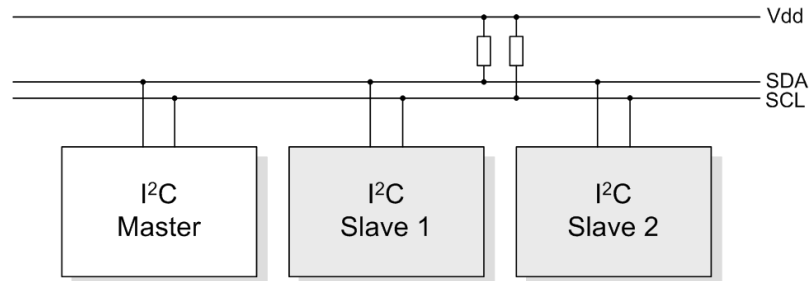 Vdd
SDA
SCL
I²C
Master
I²C
Slave 1
I²C
Slave 2